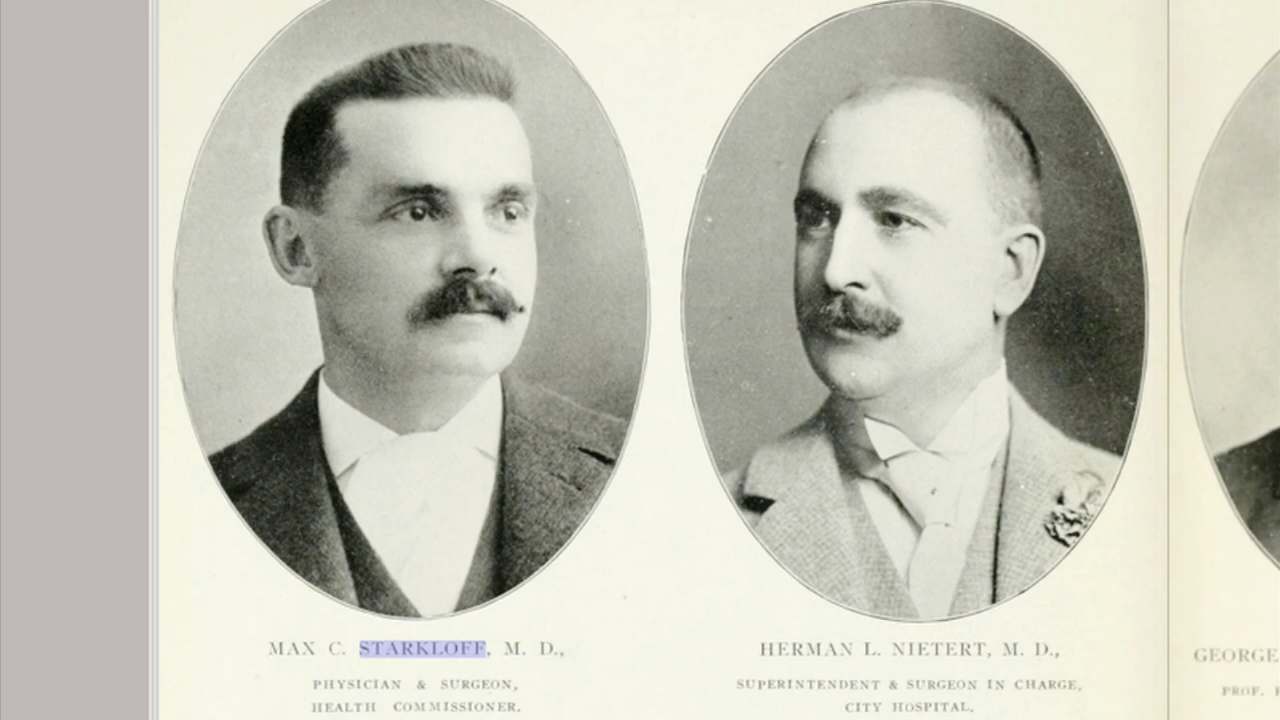 MAX C. STARKLOFF, M. D.,
PHYSICIAN & SURGEON,
HEALTH COMMISSIONER.
HERMAN L. NIETERT, M. D.,
SUPERINTENDENT & SURGEON IN CHARGE,
CITY HOSPITAL.
GEORGE
PROF.